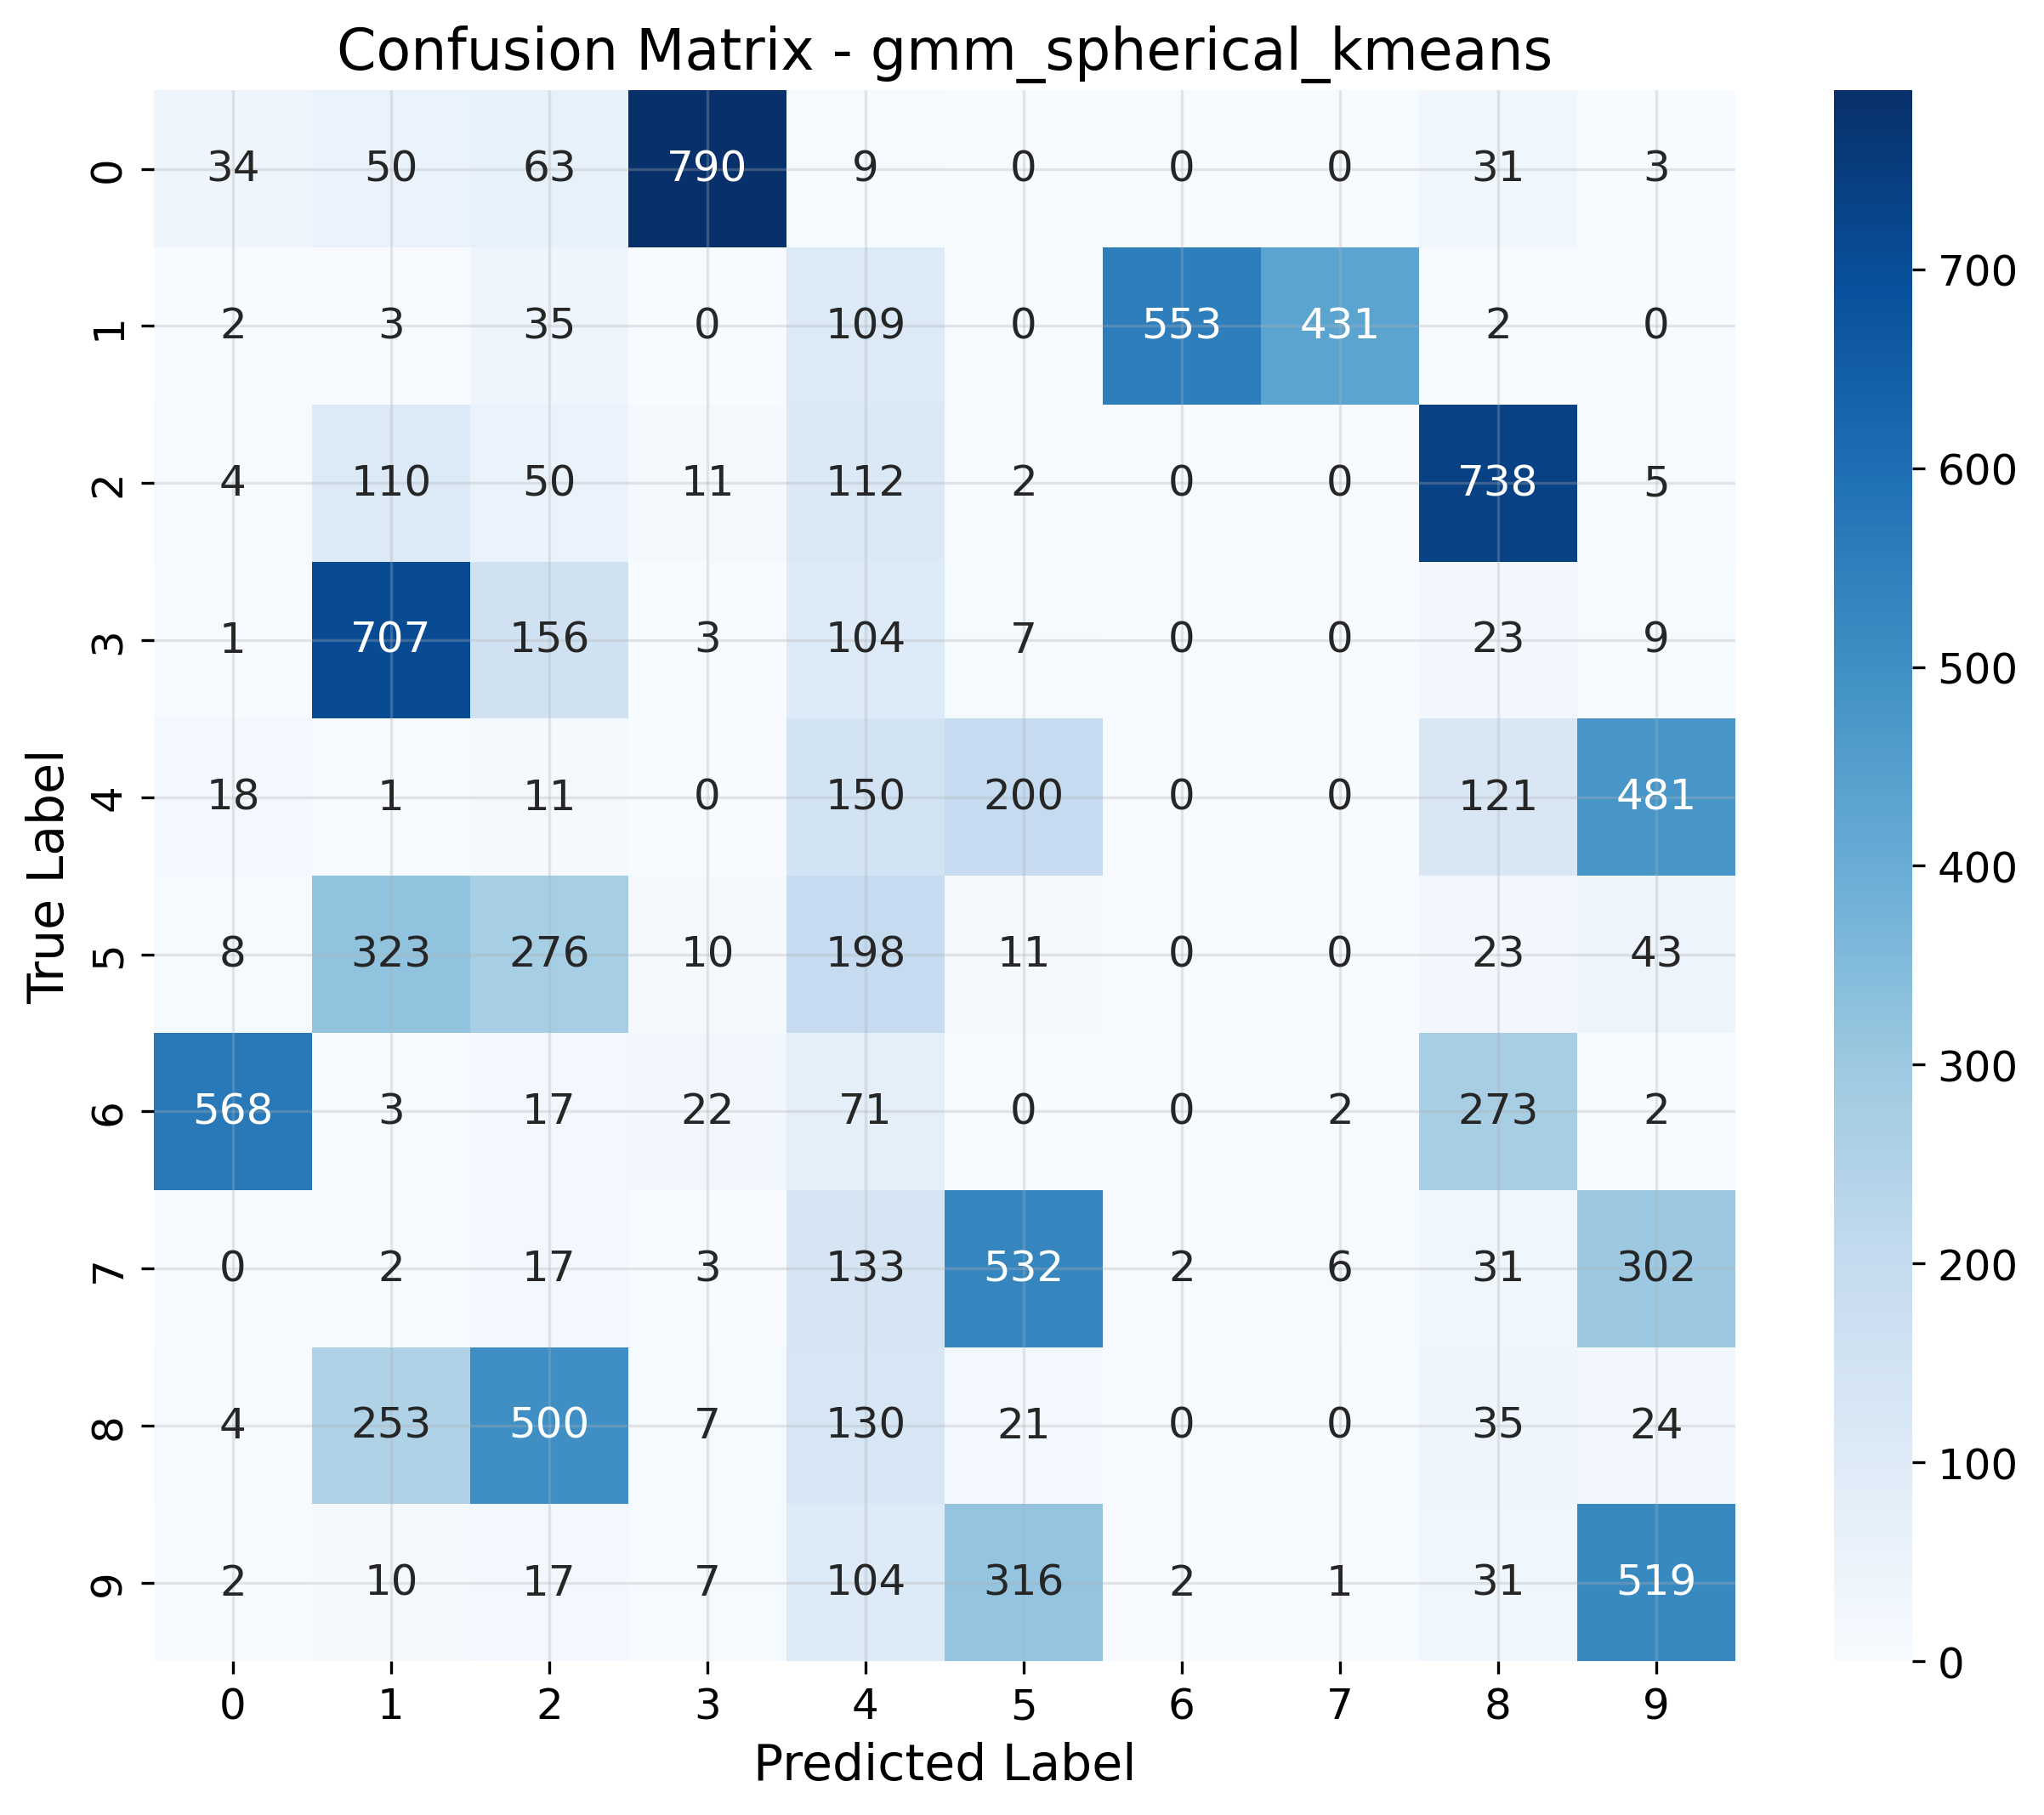 Confusion Matrix - gmm_spherical_kmeans
True Label
0 34 50 63 790 9 0 0 0 31 3
1 2 3 35 0 109 0 553 431 2 0
2 4 110 50 11 112 2 0 0 738 5
3 1 707 156 3 104 7 0 0 23 9
4 18 1 11 0 150 200 0 0 121 481
5 8 323 276 10 198 11 0 0 23 43
6 568 3 17 22 71 0 0 2 273 2
7 0 2 17 3 133 532 2 6 31 302
8 4 253 500 7 130 21 0 0 35 24
9 2 10 17 7 104 316 2 1 31 519
0 1 2 3 4 5 6 7 8 9
Predicted Label
700
600
500
400
300
200
100
0